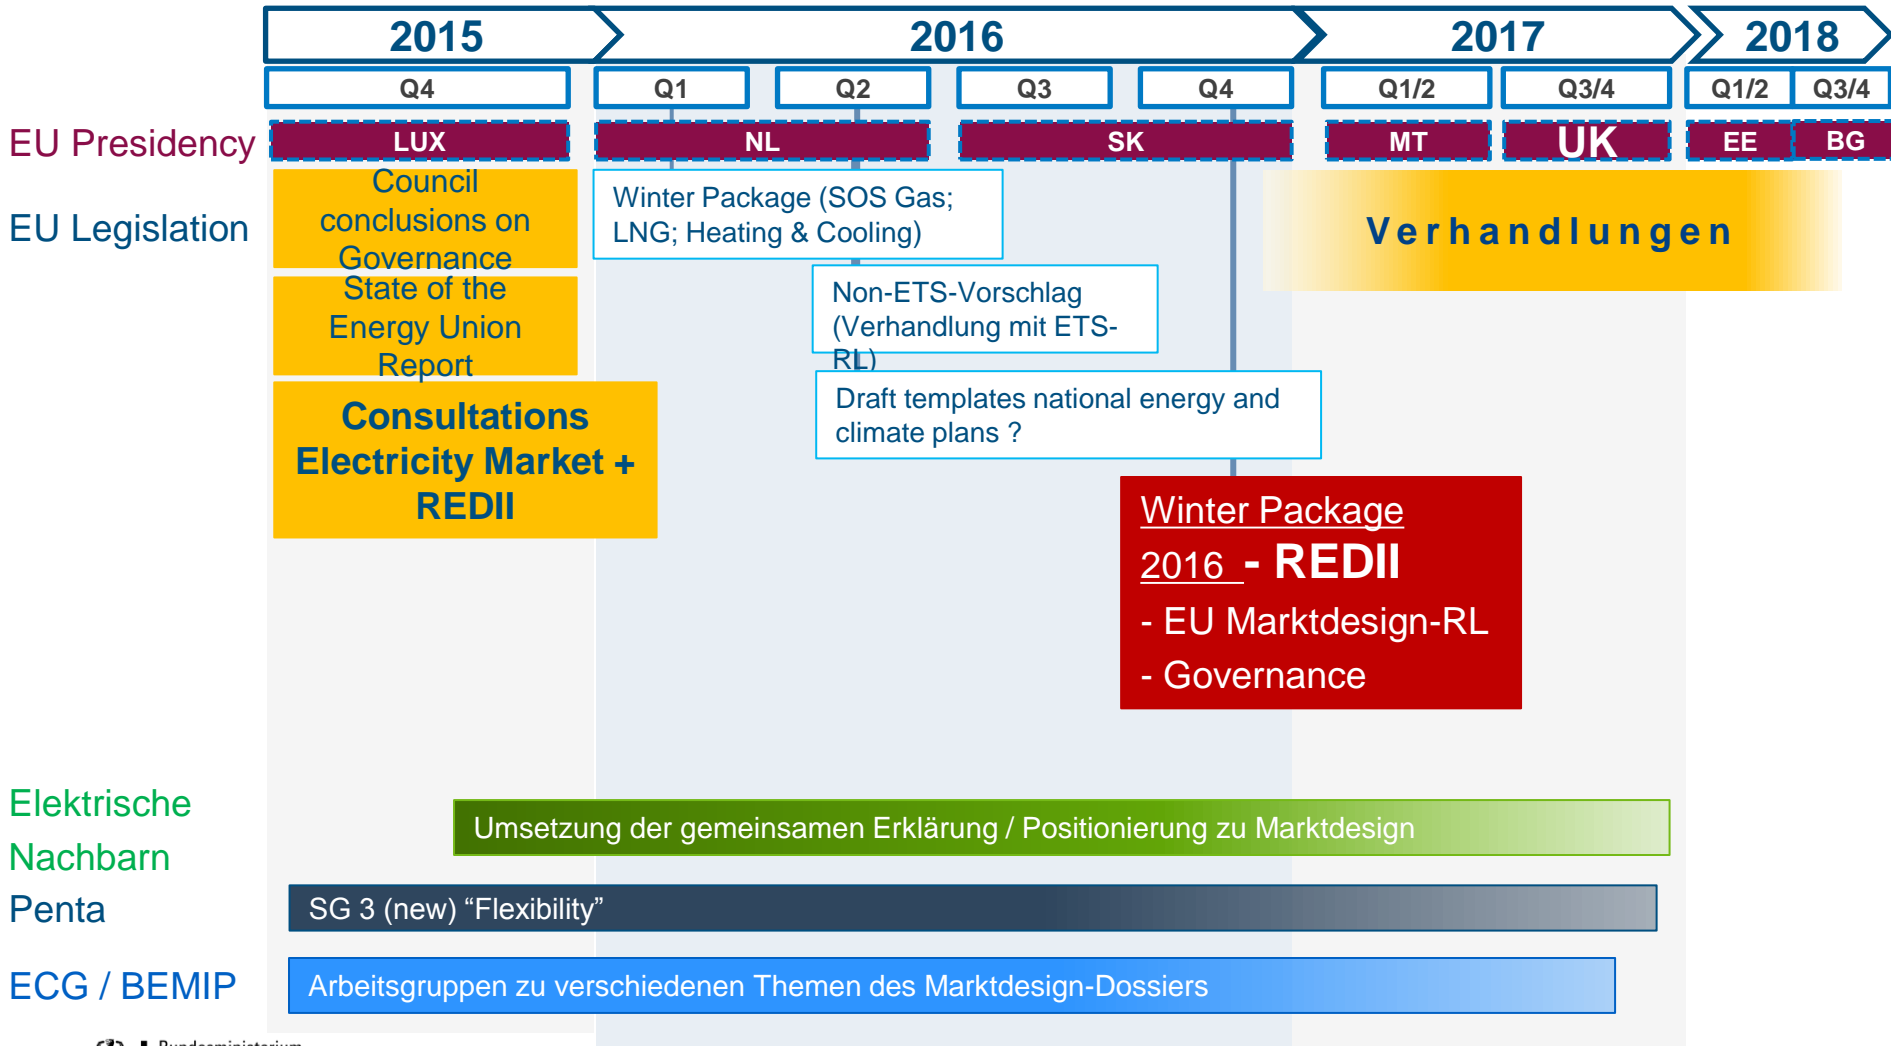 2015 2016 2017 2018
Q4 Q1 Q2 Q3 Q4 Q1/2 Q3/4 Q1/2 Q3/4
EU Presidency LUX NL SK MT UK EE BG
EU Legislation
Council
conclusions on
Governance
State of the
Energy Union
Report
Consultations
Electricity Market +
REDII
Winter Package (SOS Gas;
LNG; Heating & Cooling)
Non-ETS-Vorschlag
(Verhandlung mit ETS-
RL)
Draft templates national energy and
climate plans ?
Verhandlungen
Winter Package
2016 - REDII
- EU Marktdesign-RL
- Governance
Elektrische
Nachbarn
Umsetzung der gemeinsamen Erklärung / Positionierung zu Marktdesign
Penta
SG 3 (new) “Flexibility”
ECG / BEMIP
Arbeitsgruppen zu verschiedenen Themen des Marktdesign-Dossiers
Bundesministerium